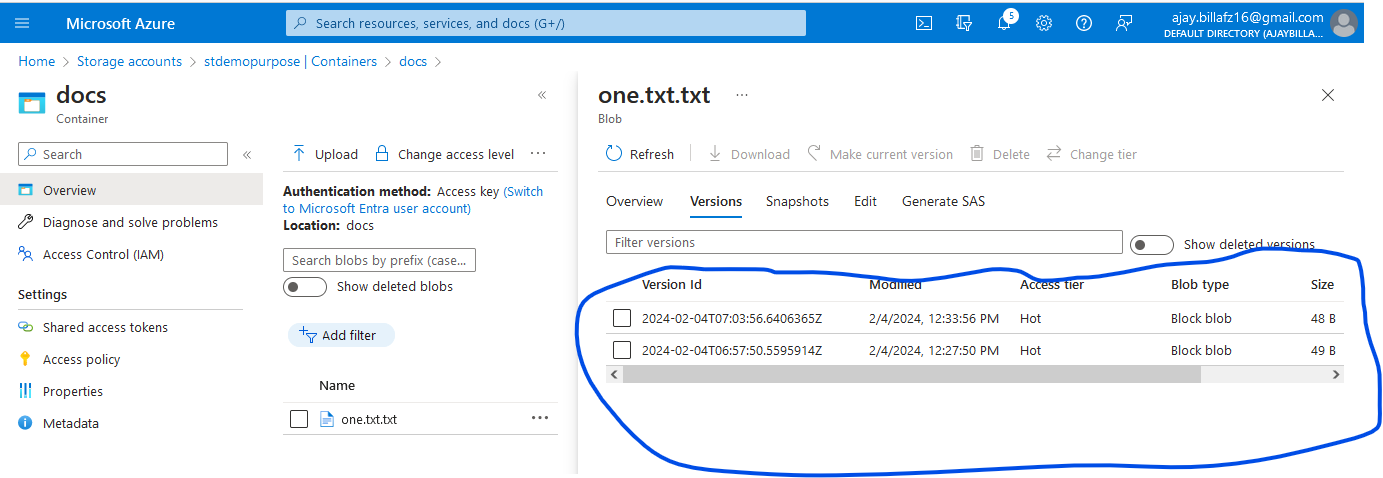 Microsoft Azure
Search resources, services, and docs (G+/)
5
ajay.billafz16@gmail.com
DEFAULT DIRECTORY (AJAYBILLA...
Home > Storage accounts > stdemopurpose | Containers > docs >
docs
Container
«
Search
«
Overview
Diagnose and solve problems
Access Control (IAM)
Settings
Shared access tokens
Access policy
Properties
Metadata
Upload
Change access level
...
Authentication method: Access key (Switch
to Microsoft Entra user account)
Location: docs
Search blobs by prefix (case...
Show deleted blobs
Add filter
Name
one.txt.txt
...
one.txt.txt
...
Blob
Refresh
Download
Make current version
Delete
Change tier
Overview
Versions
Snapshots
Edit
Generate SAS
Filter versions
Show deleted versions
Version Id Modified Access tier Blob type Size
2024-02-04T07:03:56.6406365Z 2/4/2024, 12:33:56 PM Hot Block blob 48 B
2024-02-04T06:57:50.5595914Z 2/4/2024, 12:27:50 PM Hot Block blob 49 B